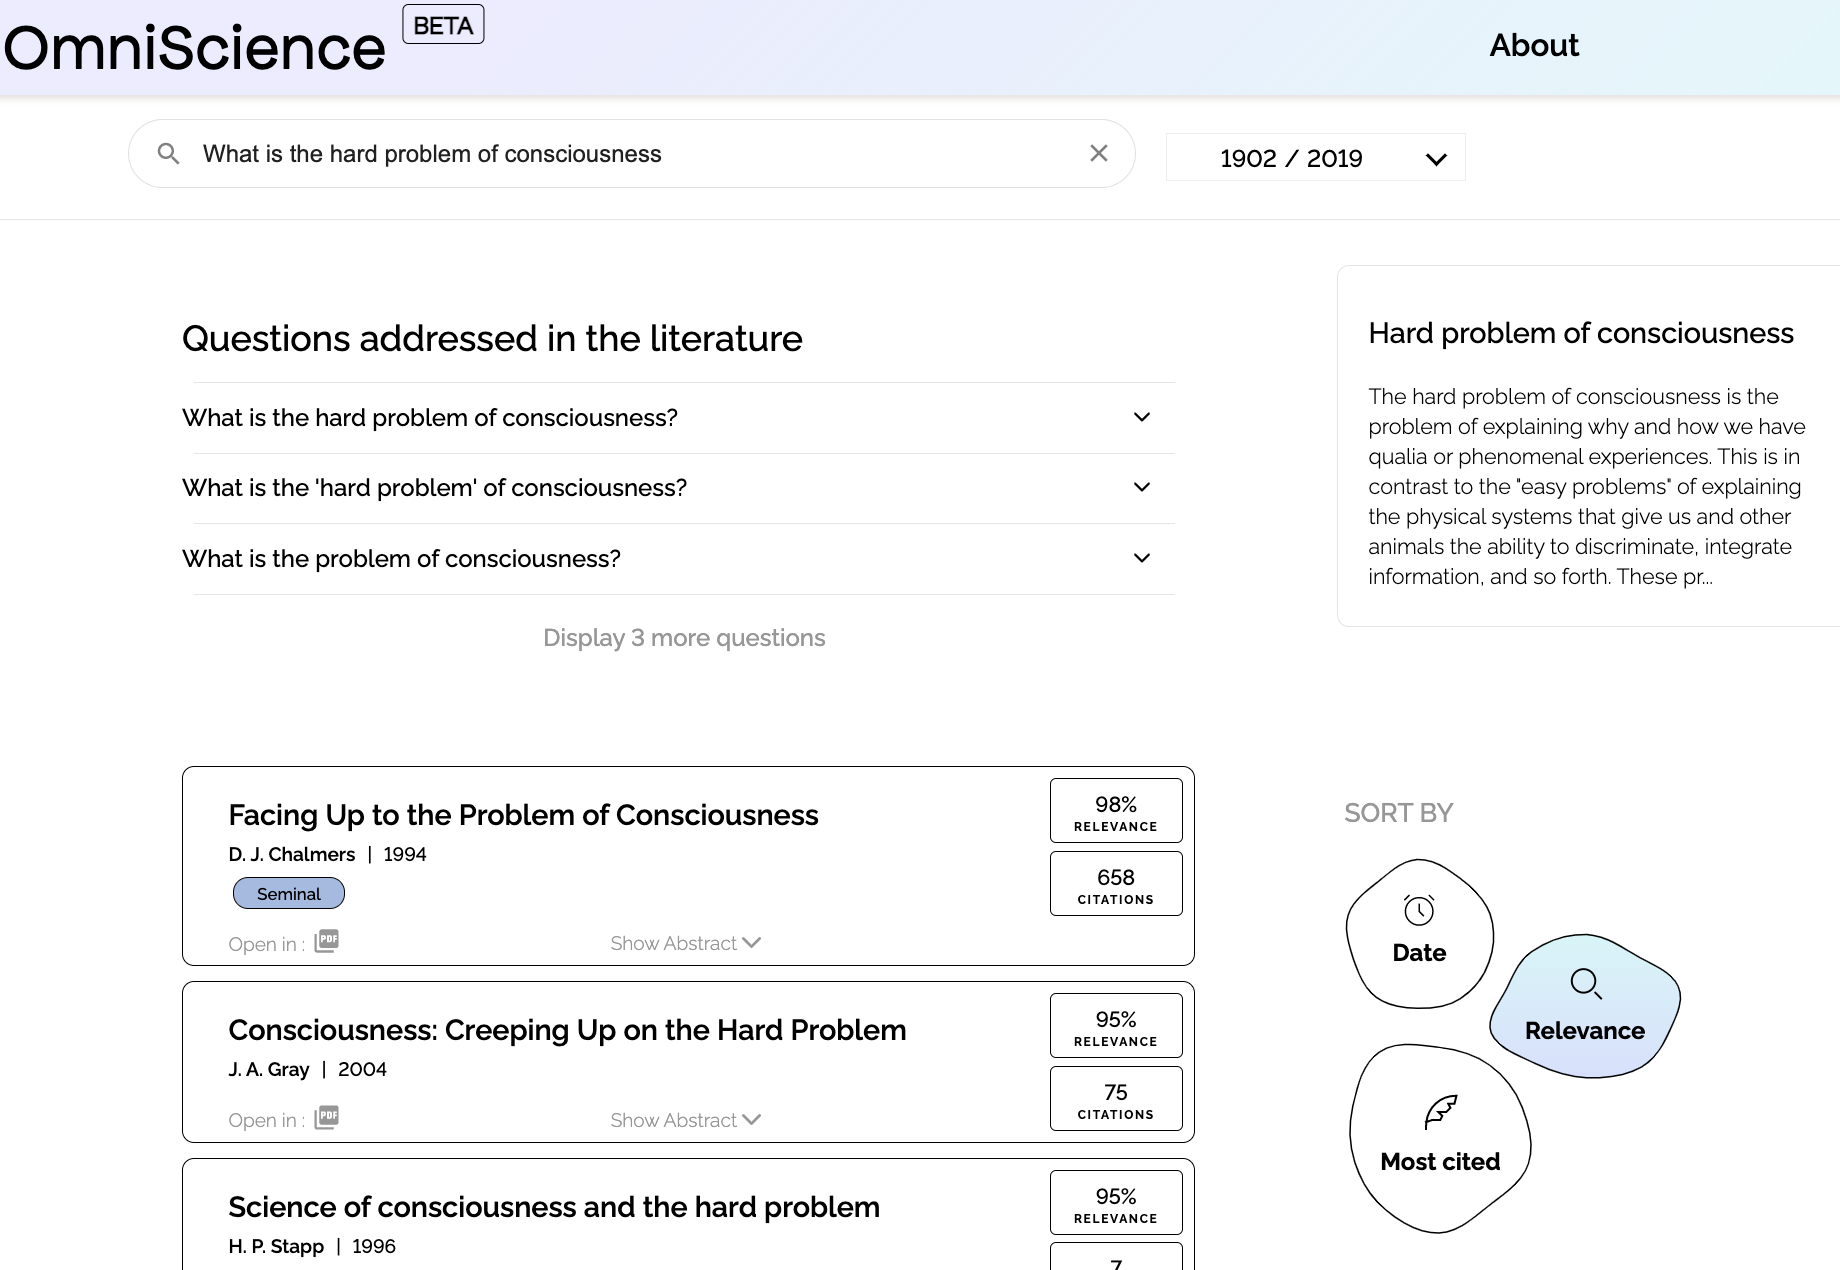 OmniScience BETA
About
What is the hard problem of consciousness
1902 / 2019
Questions addressed in the literature
What is the hard problem of consciousness?
What is the 'hard problem' of consciousness?
What is the problem of consciousness?
Display 3 more questions
Hard problem of consciousness
The hard problem of consciousness is the
problem of explaining why and how we have
qualia or phenomenal experiences. This is in
contrast to the "easy problems" of explaining
the physical systems that give us and other
animals the ability to discriminate, integrate
information, and so forth. These pr...
Facing Up to the Problem of Consciousness
D. J. Chalmers | 1994
Seminal
Open in : PDF
Show Abstract
98%
RELEVANCE
658
CITATIONS
Consciousness: Creeping Up on the Hard Problem
J. A. Gray | 2004
Open in : PDF
Show Abstract
95%
RELEVANCE
75
CITATIONS
Science of consciousness and the hard problem
H. P. Stapp | 1996
95%
RELEVANCE
7
SORT BY
Date
Relevance
Most cited